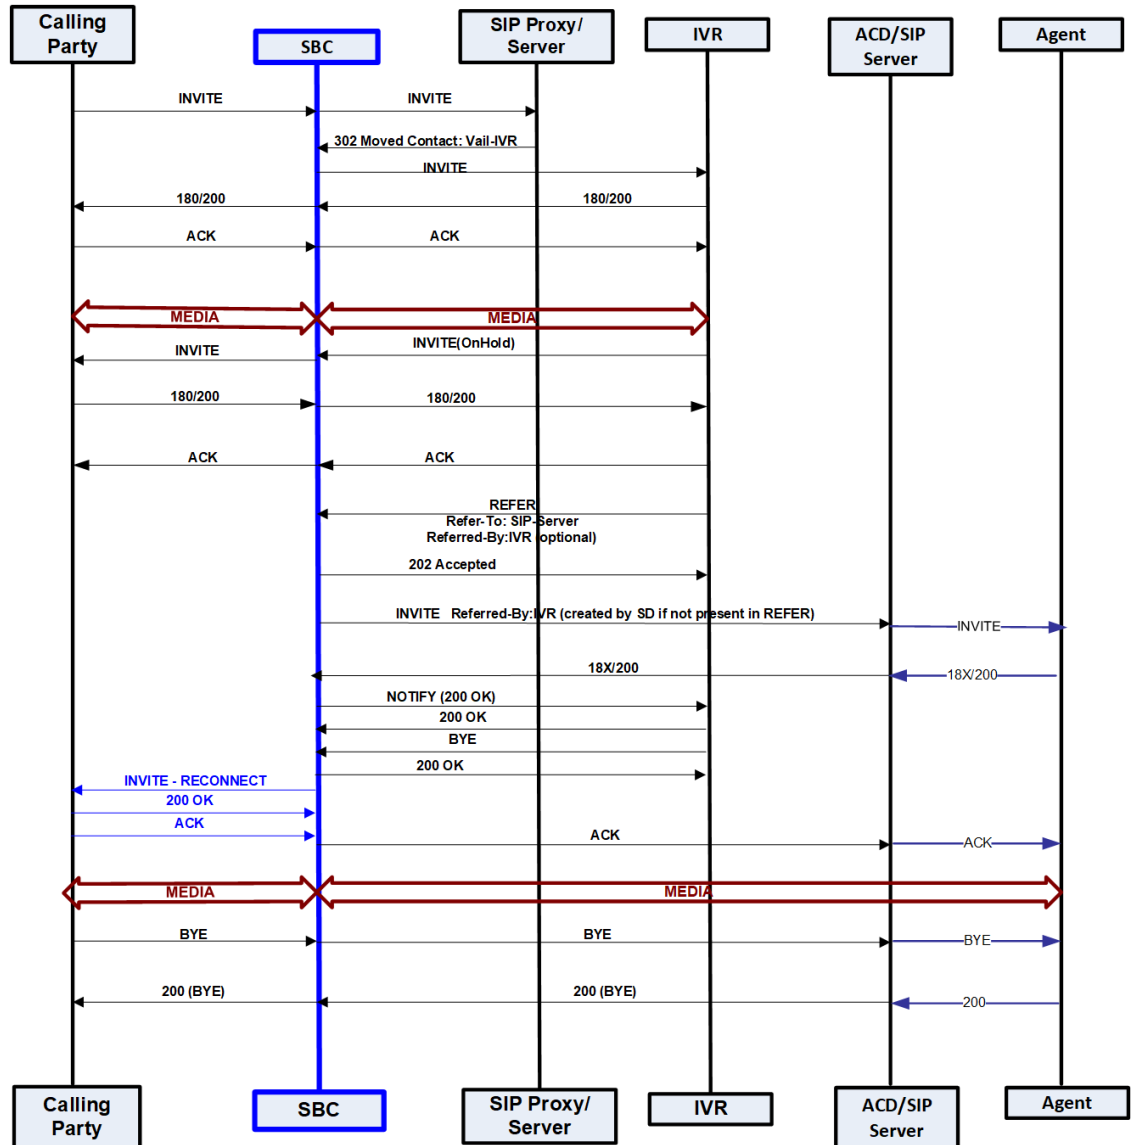 Calling
Party
SBC
SIP Proxy/
Server
IVR
ACD/SIP
Server
Agent
INVITE
INVITE
302 Moved Contact: Vail-IVR
INVITE
180/200
180/200
ACK
ACK
MEDIA
MEDIA
INVITE(OnHold)
INVITE
180/200
180/200
ACK
ACK
REFER
Refer-To: SIP-Server
Referred-By:IVR (optional)
202 Accepted
INVITE Referred-By:IVR (created by SD if not present in REFER)
INVITE
18X/200
18X/200
NOTIFY (200 OK)
200 OK
BYE
200 OK
INVITE - RECONNECT
200 OK
ACK
ACK
ACK
MEDIA
MEDIA
BYE
BYE
BYE
200 (BYE)
200 (BYE)
200
Calling
Party
SBC
SIP Proxy/
Server
IVR
ACD/SIP
Server
Agent